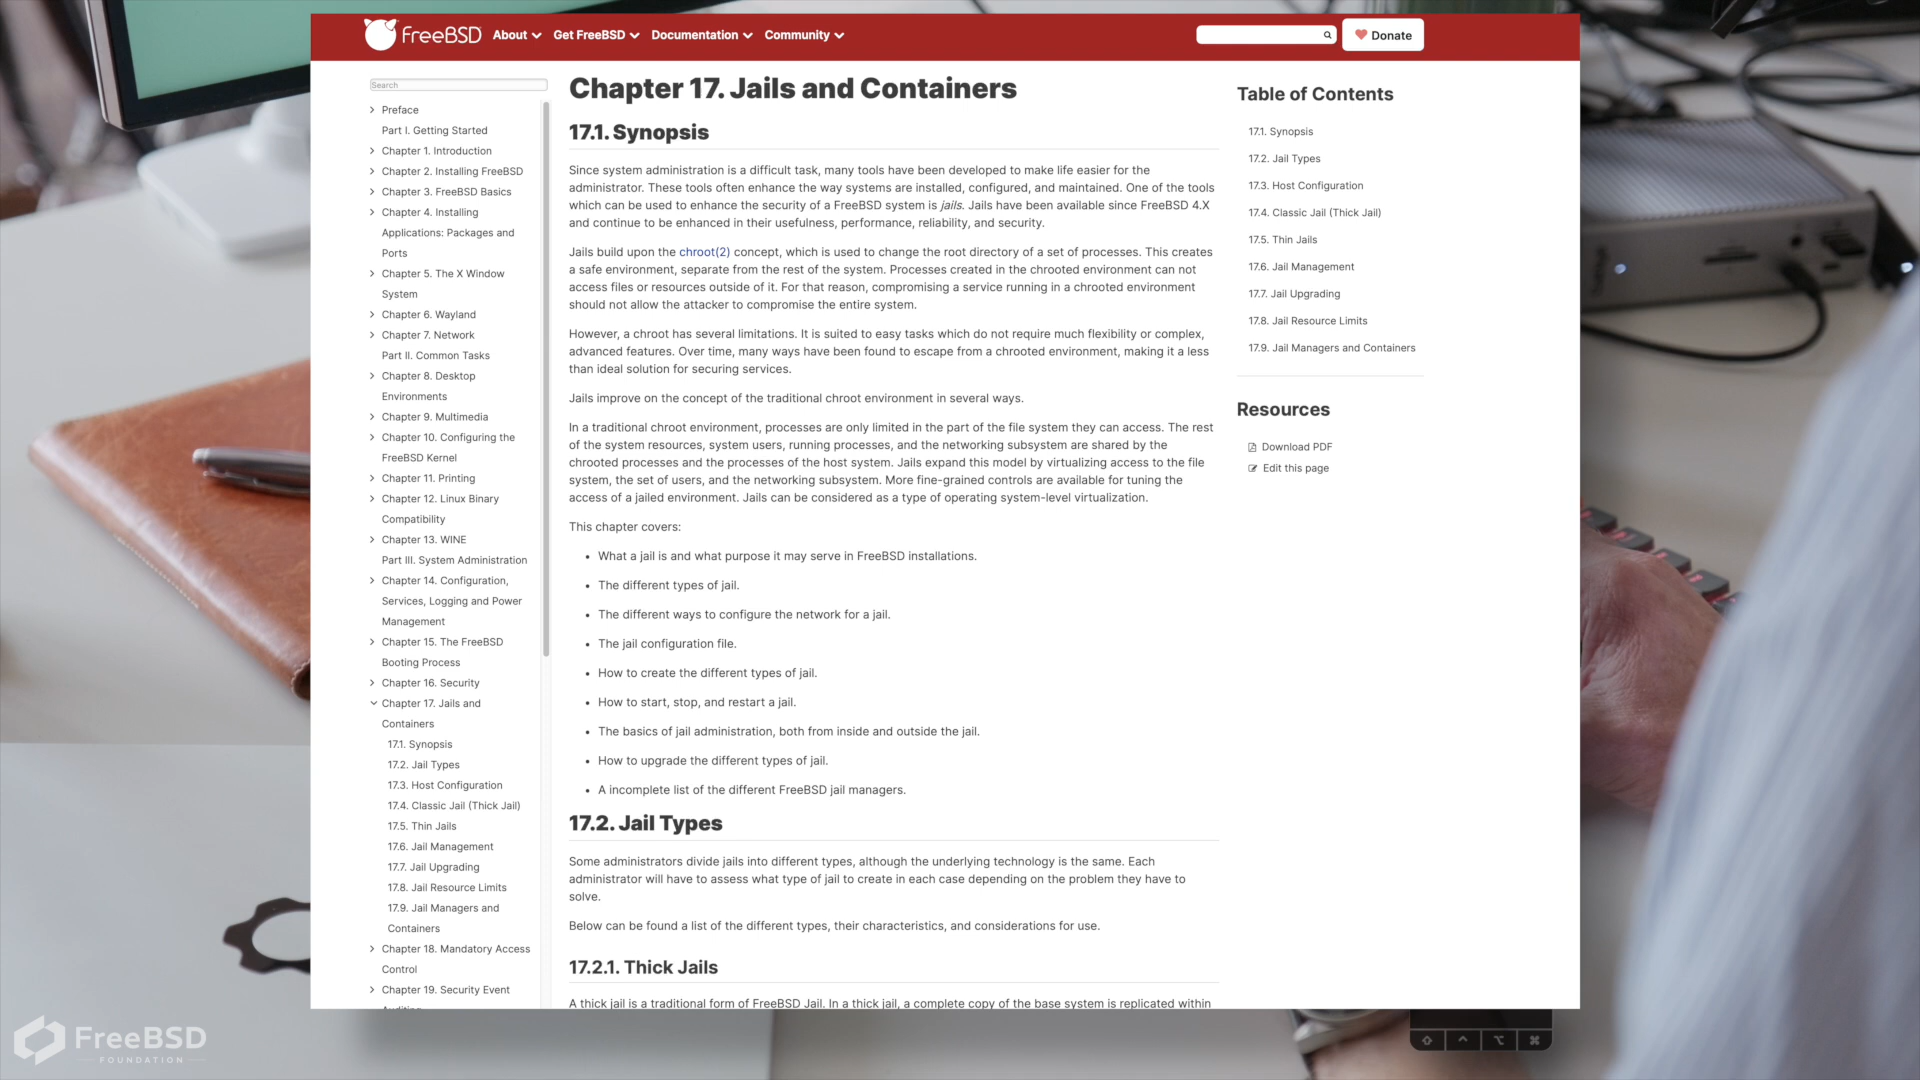 FreeBSD
About
Get FreeBSD
Documentation
Community
Donate
Search
Preface
Part I. Getting Started
Chapter 1. Introduction
Chapter 2. Installing FreeBSD
Chapter 3. FreeBSD Basics
Chapter 4. Installing
Applications: Packages and
Ports
Chapter 5. The X Window
System
Chapter 6. Wayland
Chapter 7. Network
Part II. Common Tasks
Chapter 8. Desktop
Environments
Chapter 9. Multimedia
Chapter 10. Configuring the
FreeBSD Kernel
Chapter 11. Printing
Chapter 12. Linux Binary
Compatibility
Chapter 13. WINE
Part III. System Administration
Chapter 14. Configuration,
Services, Logging and Power
Management
Chapter 15. The FreeBSD
Booting Process
Chapter 16. Security
Chapter 17. Jails and
Containers
17.1. Synopsis
17.2. Jail Types
17.3. Host Configuration
17.4. Classic Jail (Thick Jail)
17.5. Thin Jails
17.6. Jail Management
17.7. Jail Upgrading
17.8. Jail Resource Limits
17.9. Jail Managers and
Containers
Chapter 18. Mandatory Access
Control
Chapter 19. Security Event
Chapter 17. Jails and Containers
17.1. Synopsis
Since system administration is a difficult task, many tools have been developed to make life easier for the
administrator. These tools often enhance the way systems are installed, configured, and maintained. One of the tools
which can be used to enhance the security of a FreeBSD system is jails. Jails have been available since FreeBSD 4.X
and continue to be enhanced in their usefulness, performance, reliability, and security.
Jails build upon the chroot(2) concept, which is used to change the root directory of a set of processes. This creates
a safe environment, separate from the rest of the system. Processes created in the chrooted environment can not
access files or resources outside of it. For that reason, compromising a service running in a chrooted environment
should not allow the attacker to compromise the entire system.
However, a chroot has several limitations. It is suited to easy tasks which do not require much flexibility or complex,
advanced features. Over time, many ways have been found to escape from a chrooted environment, making it a less
than ideal solution for securing services.
Jails improve on the concept of the traditional chroot environment in several ways.
In a traditional chroot environment, processes are only limited in the part of the file system they can access. The rest
of the system resources, system users, running processes, and the networking subsystem are shared by the
chrooted processes and the processes of the host system. Jails expand this model by virtualizing access to the file
system, the set of users, and the networking subsystem. More fine-grained controls are available for tuning the
access of a jailed environment. Jails can be considered as a type of operating system-level virtualization.
This chapter covers:
• What a jail is and what purpose it may serve in FreeBSD installations.
• The different types of jail.
• The different ways to configure the network for a jail.
• The jail configuration file.
• How to create the different types of jail.
• How to start, stop, and restart a jail.
• The basics of jail administration, both from inside and outside the jail.
• How to upgrade the different types of jail.
• A incomplete list of the different FreeBSD jail managers.
17.2. Jail Types
Some administrators divide jails into different types, although the underlying technology is the same. Each
administrator will have to assess what type of jail to create in each case depending on the problem they have to
solve.
Below can be found a list of the different types, their characteristics, and considerations for use.
17.2.1. Thick Jails
A thick jail is a traditional form of FreeBSD Jail. In a thick jail, a complete copy of the base system is replicated within
Table of Contents
17.1. Synopsis
17.2. Jail Types
17.3. Host Configuration
17.4. Classic Jail (Thick Jail)
17.5. Thin Jails
17.6. Jail Management
17.7. Jail Upgrading
17.8. Jail Resource Limits
17.9. Jail Managers and Containers
Resources
Download PDF
Edit this page
FreeBSD
FOUNDATION